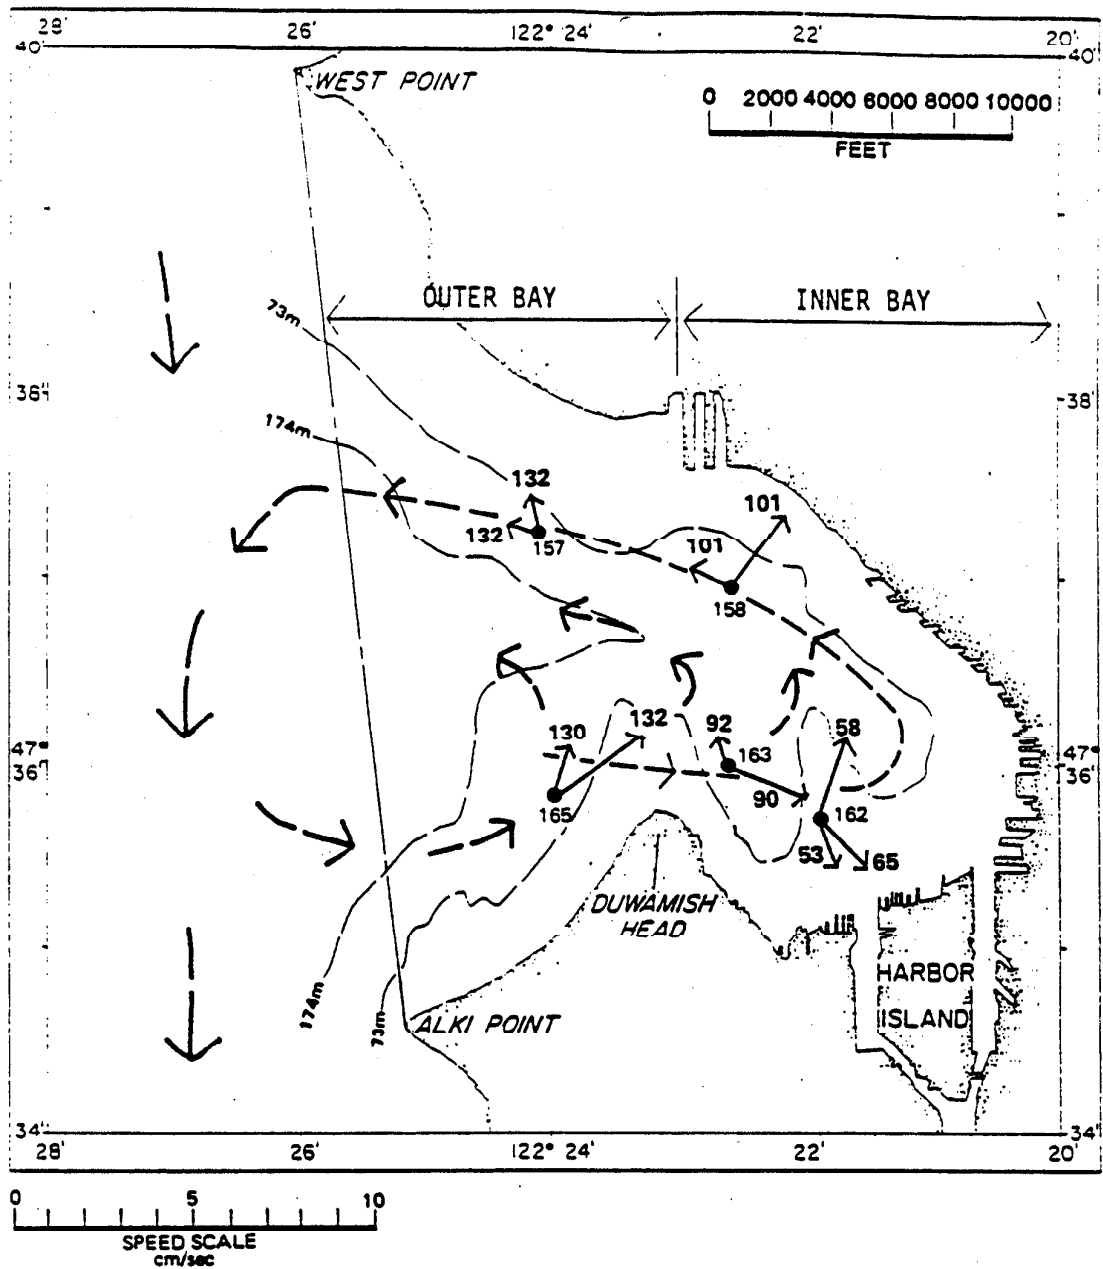 28' 26' 122° 24' 22' 20'
40' 40'
WEST POINT
0 2000 4000 6000 8000 10000
FEET
OUTER BAY INNER BAY
73m
38' 38'
174m
132
101
132 157 101
158
132
130 92 58
163
47° 47°
36' 36'
90
165 162
53 65
DUWAMISH
HEAD
HARBOR
174m
ISLAND
73m ALKI POINT
34' 34'
28' 26' 122° 24' 22' 20'
0 5 10
SPEED SCALE
cm/sec